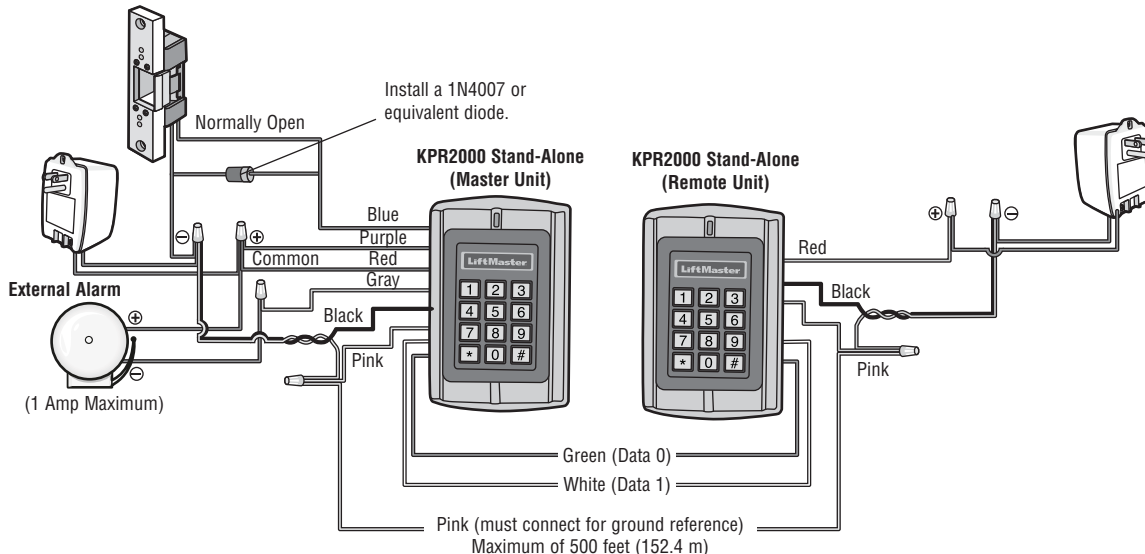 Install a 1N4007 or
equivalent diode.
Normally Open
KPR2000 Stand-Alone
(Master Unit)
KPR2000 Stand-Alone
(Remote Unit)
Blue
Purple
Common
Red
Gray
Black
Pink
External Alarm
(1 Amp Maximum)
LiftMaster
1 2 3
4 5 6
7 8 9
* 0 #
LiftMaster
1 2 3
4 5 6
7 8 9
* 0 #
Red
Black
Pink
Green (Data 0)
White (Data 1)
Pink (must connect for ground reference)
Maximum of 500 feet (152.4 m)